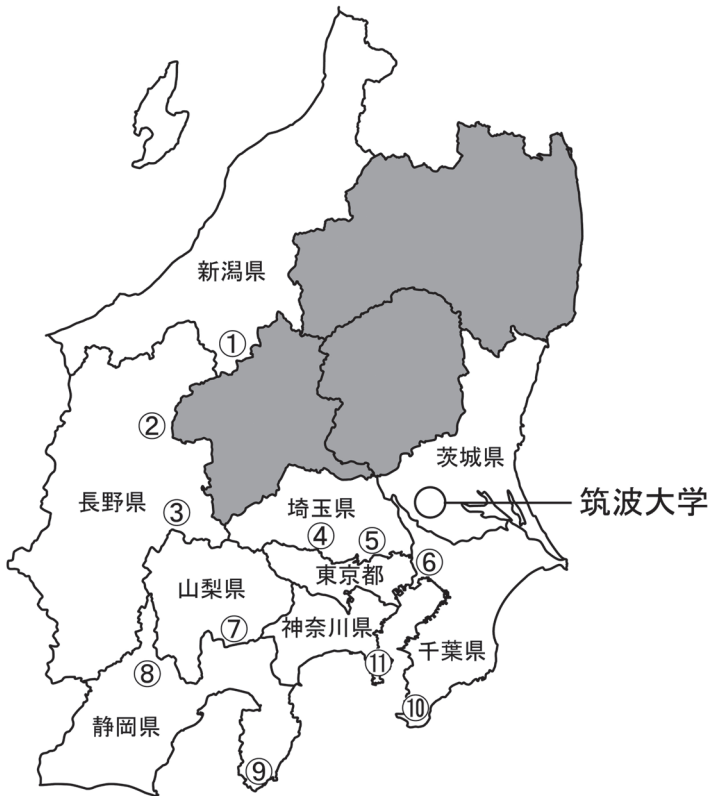 新潟県
①
②
茨城県
長野県
③
埼玉県
筑波大学
④
⑤
東京都
⑥
山梨県
⑦
神奈川県
千葉県
⑧
⑪
静岡県
⑩
⑨